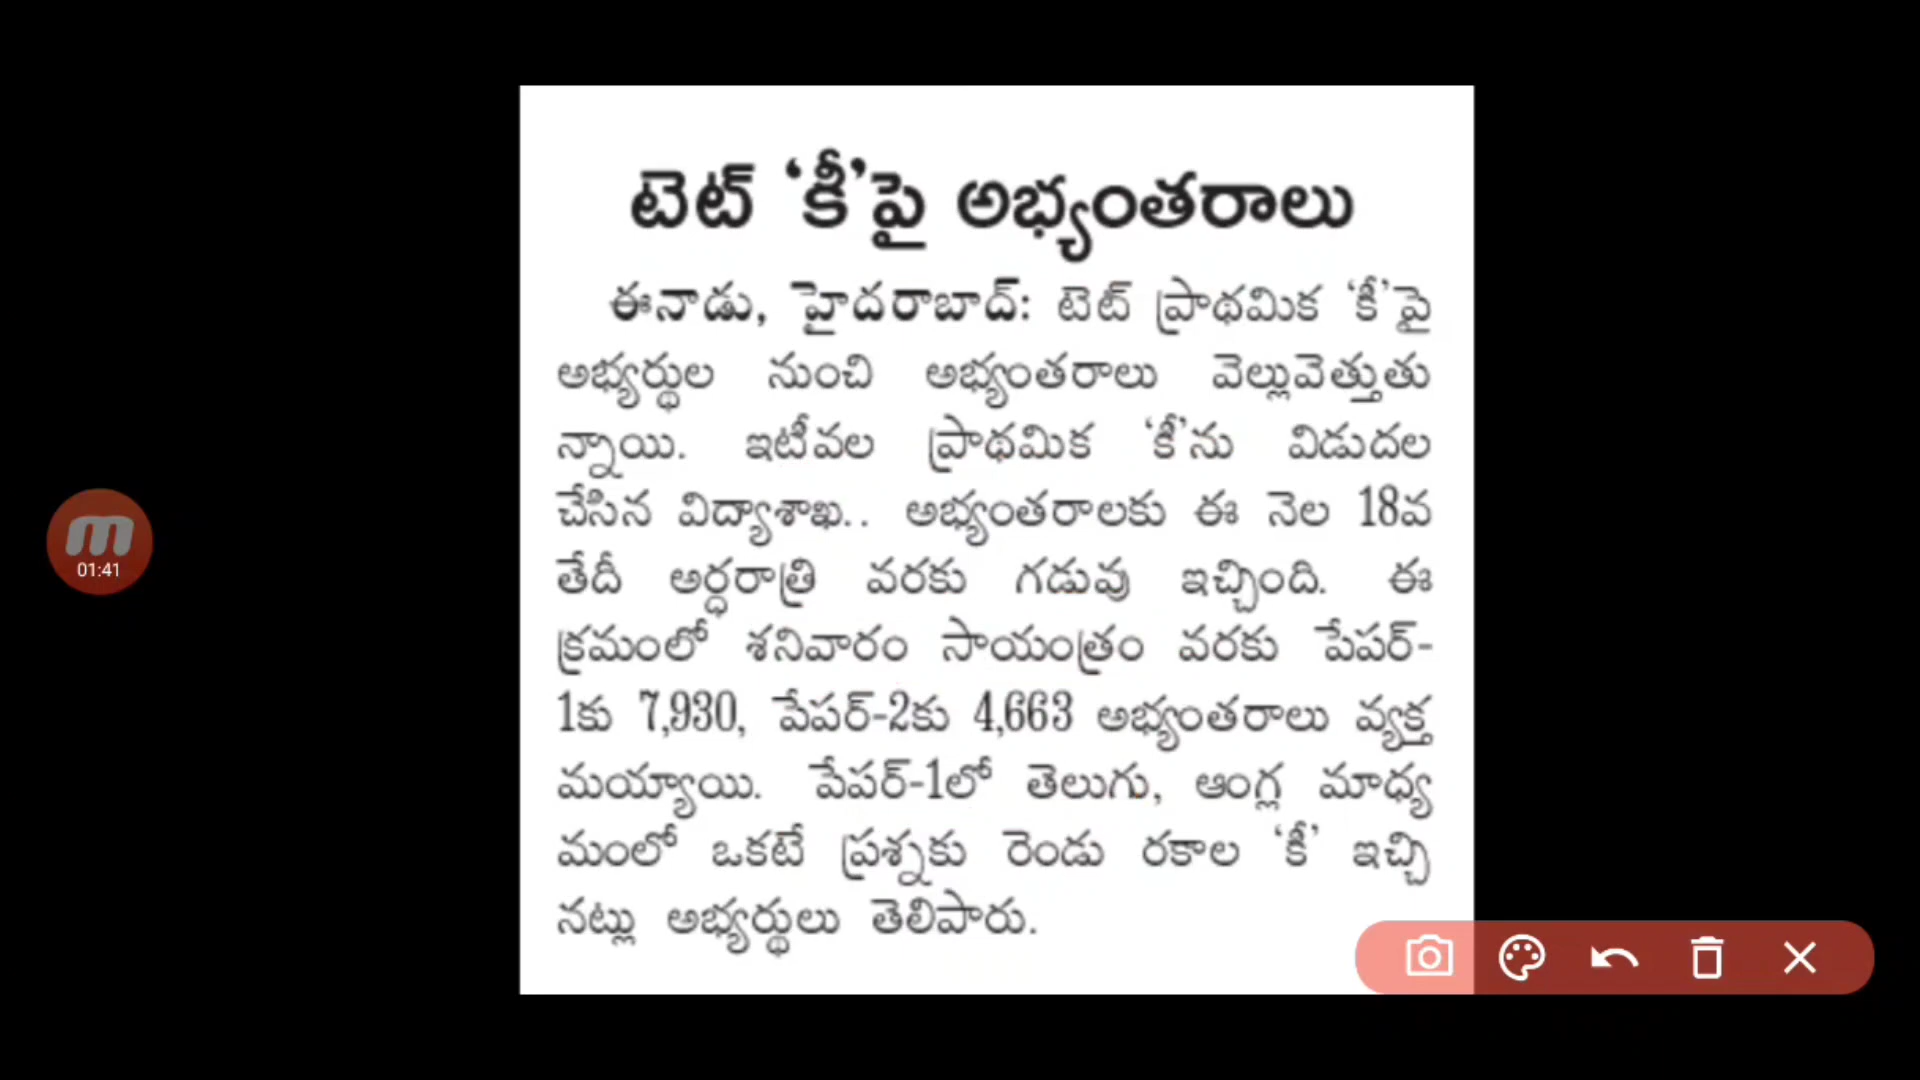 టెట్ ‘కీ’పై అభ్యంతరాలు
ఈనాడు, హైదరాబాద్: టెట్ ప్రాథమిక ‘కీ’పై
అభ్యర్థుల నుంచి అభ్యంతరాలు వెల్లువెత్తుతు
న్నాయి. ఇటీవల ప్రాథమిక ‘కీ’ను విడుదల
చేసిన విద్యాశాఖ.. అభ్యంతరాలకు ఈ నెల 18వ
తేదీ అర్ధరాత్రి వరకు గడువు ఇచ్చింది. ఈ
క్రమంలో శనివారం సాయంత్రం వరకు పేపర్-
1కు 7,930, పేపర్-2కు 4,663 అభ్యంతరాలు వ్యక్త
మయ్యాయి. పేపర్-1లో తెలుగు, ఆంగ్ల మాధ్య
మంలో ఒకటే ప్రశ్నకు రెండు రకాల ‘కీ’ ఇచ్చి
నట్లు అభ్యర్థులు తెలిపారు.
01:41